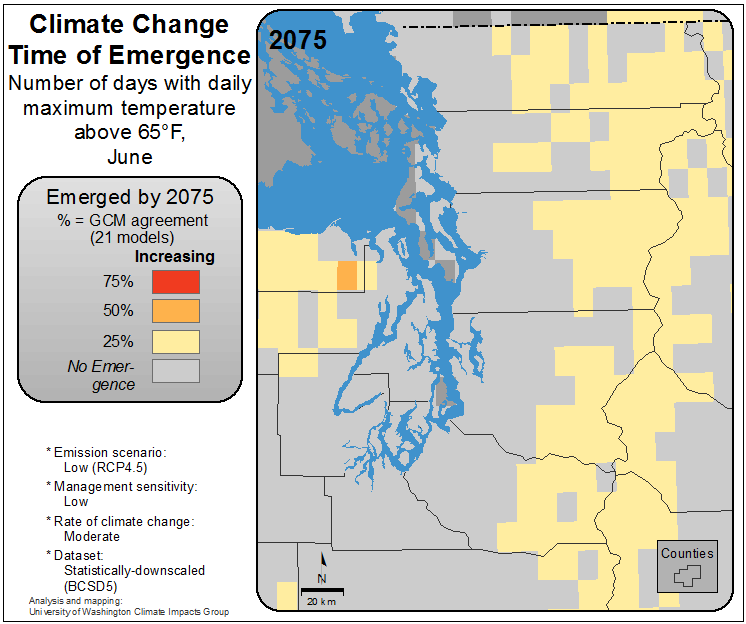 Climate Change
Time of Emergence
Number of days with daily
maximum temperature
above 65°F,
June
2075
Emerged by 2075
% = GCM agreement
(21 models)
Increasing
75%
50%
25%
No Emer-
gence
* Emission scenario:
Low (RCP4.5)
* Management sensitivity:
Low
* Rate of climate change:
Moderate
* Dataset:
Statistically-downscaled
(BCSD5)
Analysis and mapping:
University of Washington Climate Impacts Group
N
20 km
Counties